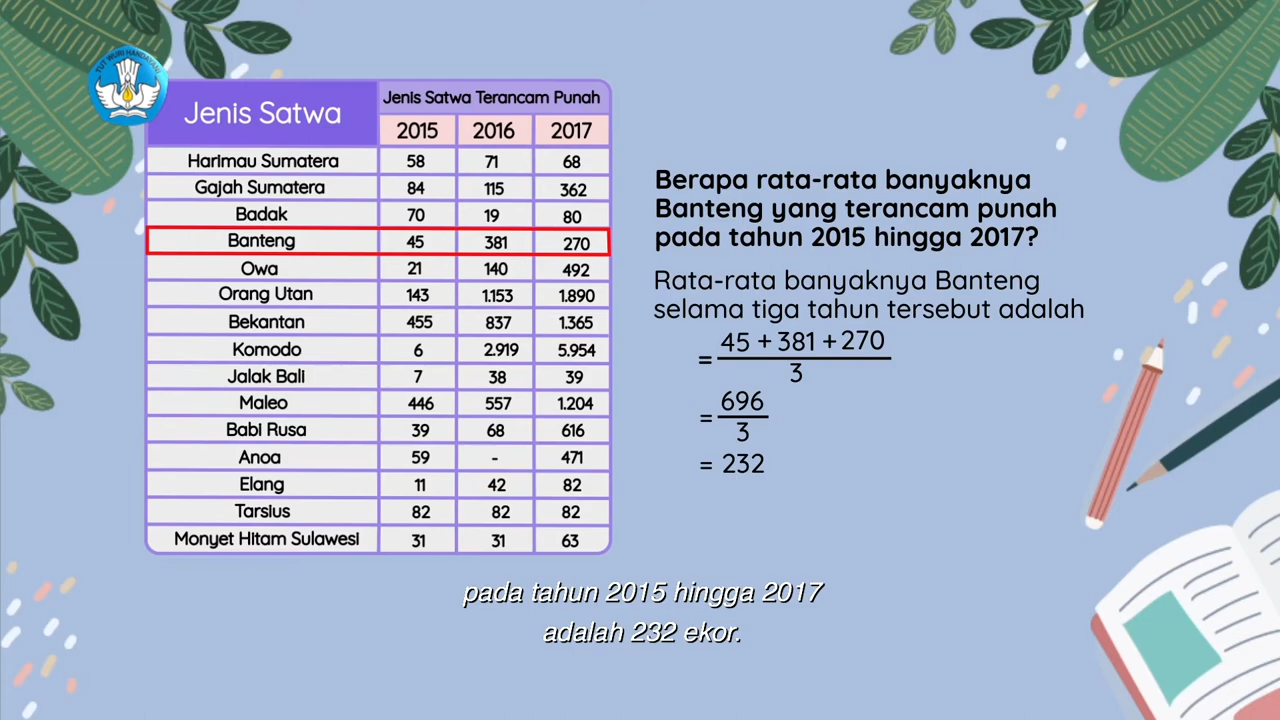 TUT WURI HANDAYANI
Jenis Satwa
Jenis Satwa Terancam Punah
2015 2016 2017
Harimau Sumatera 58 71 68
Gajah Sumatera 84 115 362
Badak 70 19 80
Banteng 45 381 270
Owa 21 140 492
Orang Utan 143 1.153 1.890
Bekantan 455 837 1.365
Komodo 6 2.919 5.954
Jalak Bali 7 38 39
Maleo 446 557 1.204
Babi Rusa 39 68 616
Anoa 59 - 471
Elang 11 42 82
Tarsius 82 82 82
Monyet Hitam Sulawesi 31 31 63
Berapa rata-rata banyaknya
Banteng yang terancam punah
pada tahun 2015 hingga 2017?
Rata-rata banyaknya Banteng
selama tiga tahun tersebut adalah
= 45 + 381 + 270
3
= 696
3
= 232
pada tahun 2015 hingga 2017
adalah 232 ekor.